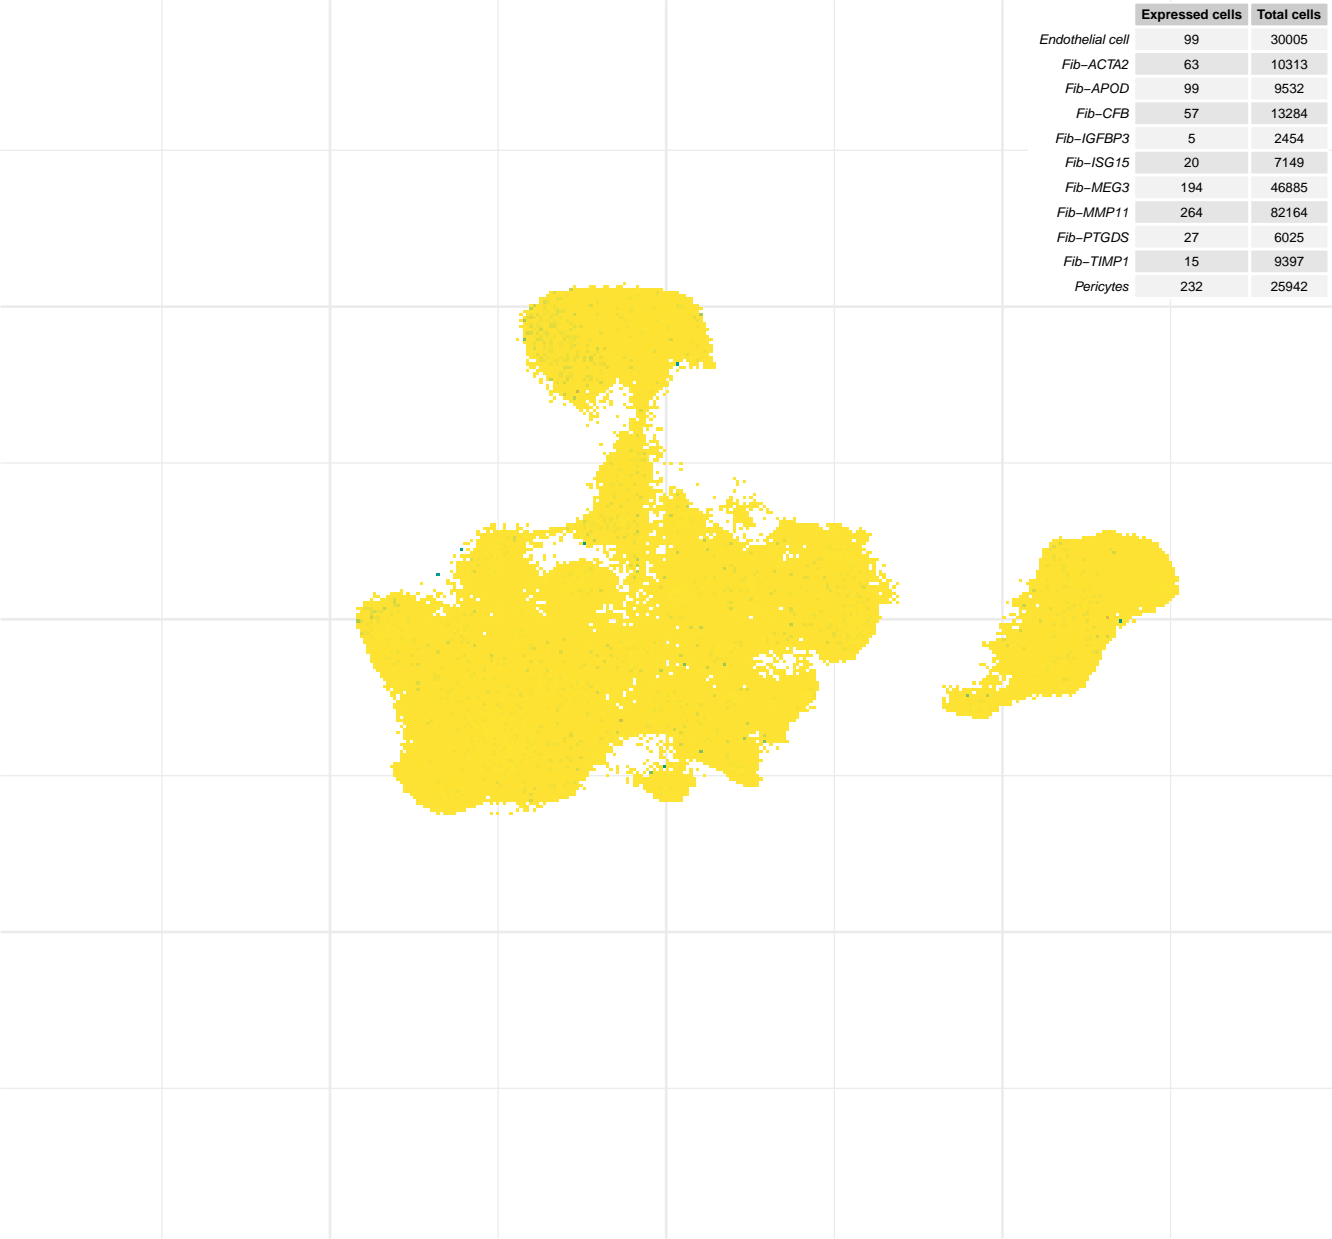 Expressed cells Total cells
Endothelial cell 99 30005
Fib−ACTA2 63 10313
Fib−APOD 99 9532
Fib−CFB 57 13284
Fib−IGFBP3 5 2454
Fib−ISG15 20 7149
Fib−MEG3 194 46885
Fib−MMP11 264 82164
Fib−PTGDS 27 6025
Fib−TIMP1 15 9397
Pericytes 232 25942